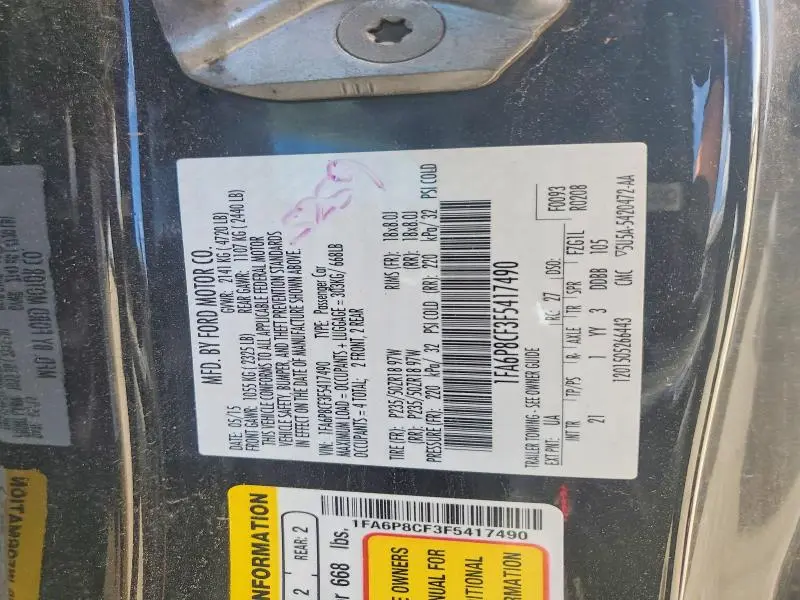 MFD. BY FORD MOTOR CO.
DATE: 05/15 GVWR: 2141 KG ( 4720 LB)
FRONT GAWR: 1055 KG ( 2325 LB) REAR GAWR: 1107 KG ( 2440 LB)
THIS VEHICLE CONFORMS TO ALL APPLICABLE FEDERAL MOTOR
VEHICLE SAFETY, BUMPER, AND THEFT PREVENTION STANDARDS
IN EFFECT ON THE DATE OF MANUFACTURE SHOWN ABOVE.
VIN: 1FA6P8CF3F5417490 TYPE: Passenger Car
MAXIMUM LOAD = OCCUPANTS + LUGGAGE = 303KG / 668LB
OCCUPANTS = 4 TOTAL; 2 FRONT, 2 REAR
TIRE (FR): P235/50ZR18 97W RIMS (FR): 18x8.0J
(RR): P235/50ZR18 97W (RR): 18x8.0J
PRESSURE (FR): 220 kPa/ 32 PSI COLD (RR): 220 kPa/ 32 PSI COLD
1FA6P8CF3F5417490
TRAILER TOWING - SEE OWNER GUIDE
EXT PNT: UA RC: 27 DSO: F0093
INT TR TP/PS R AXLE TR SPR FZG1L R0208
21 1 YY 3 DDBB 105
12015052666443 CMC 5U5A-5420472-AA
INFORMATION
2 REAR: 2
668 lbs.
1FA6P8CF3F5417490
OWNERS
UAL FOR
ITIONAL
RMATION